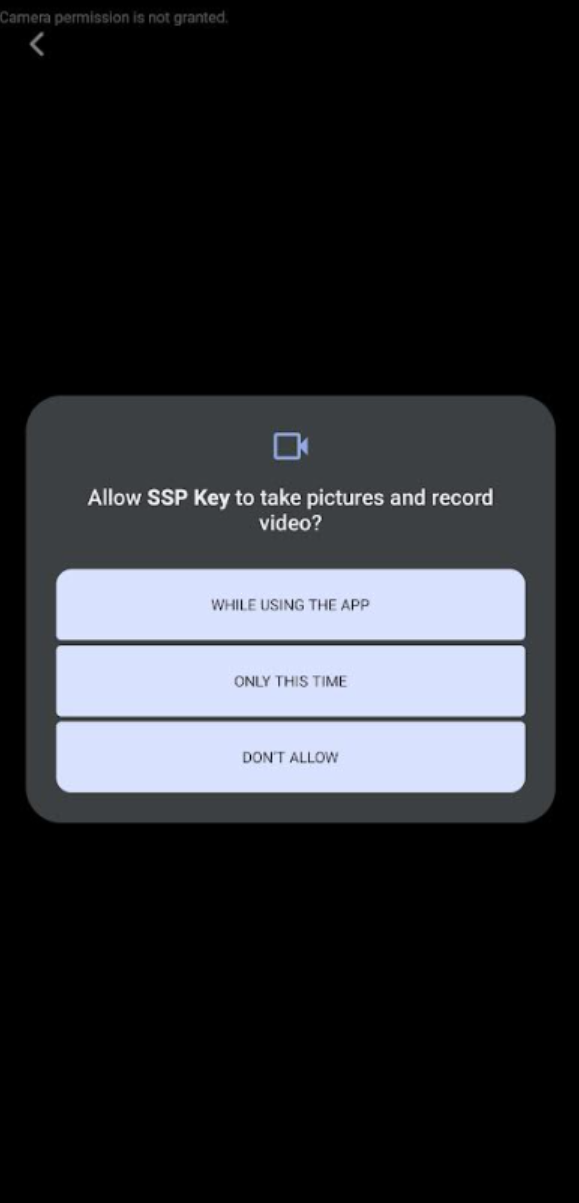 Camera permission is not granted.
Allow SSP Key to take pictures and record
video?
WHILE USING THE APP
ONLY THIS TIME
DON'T ALLOW